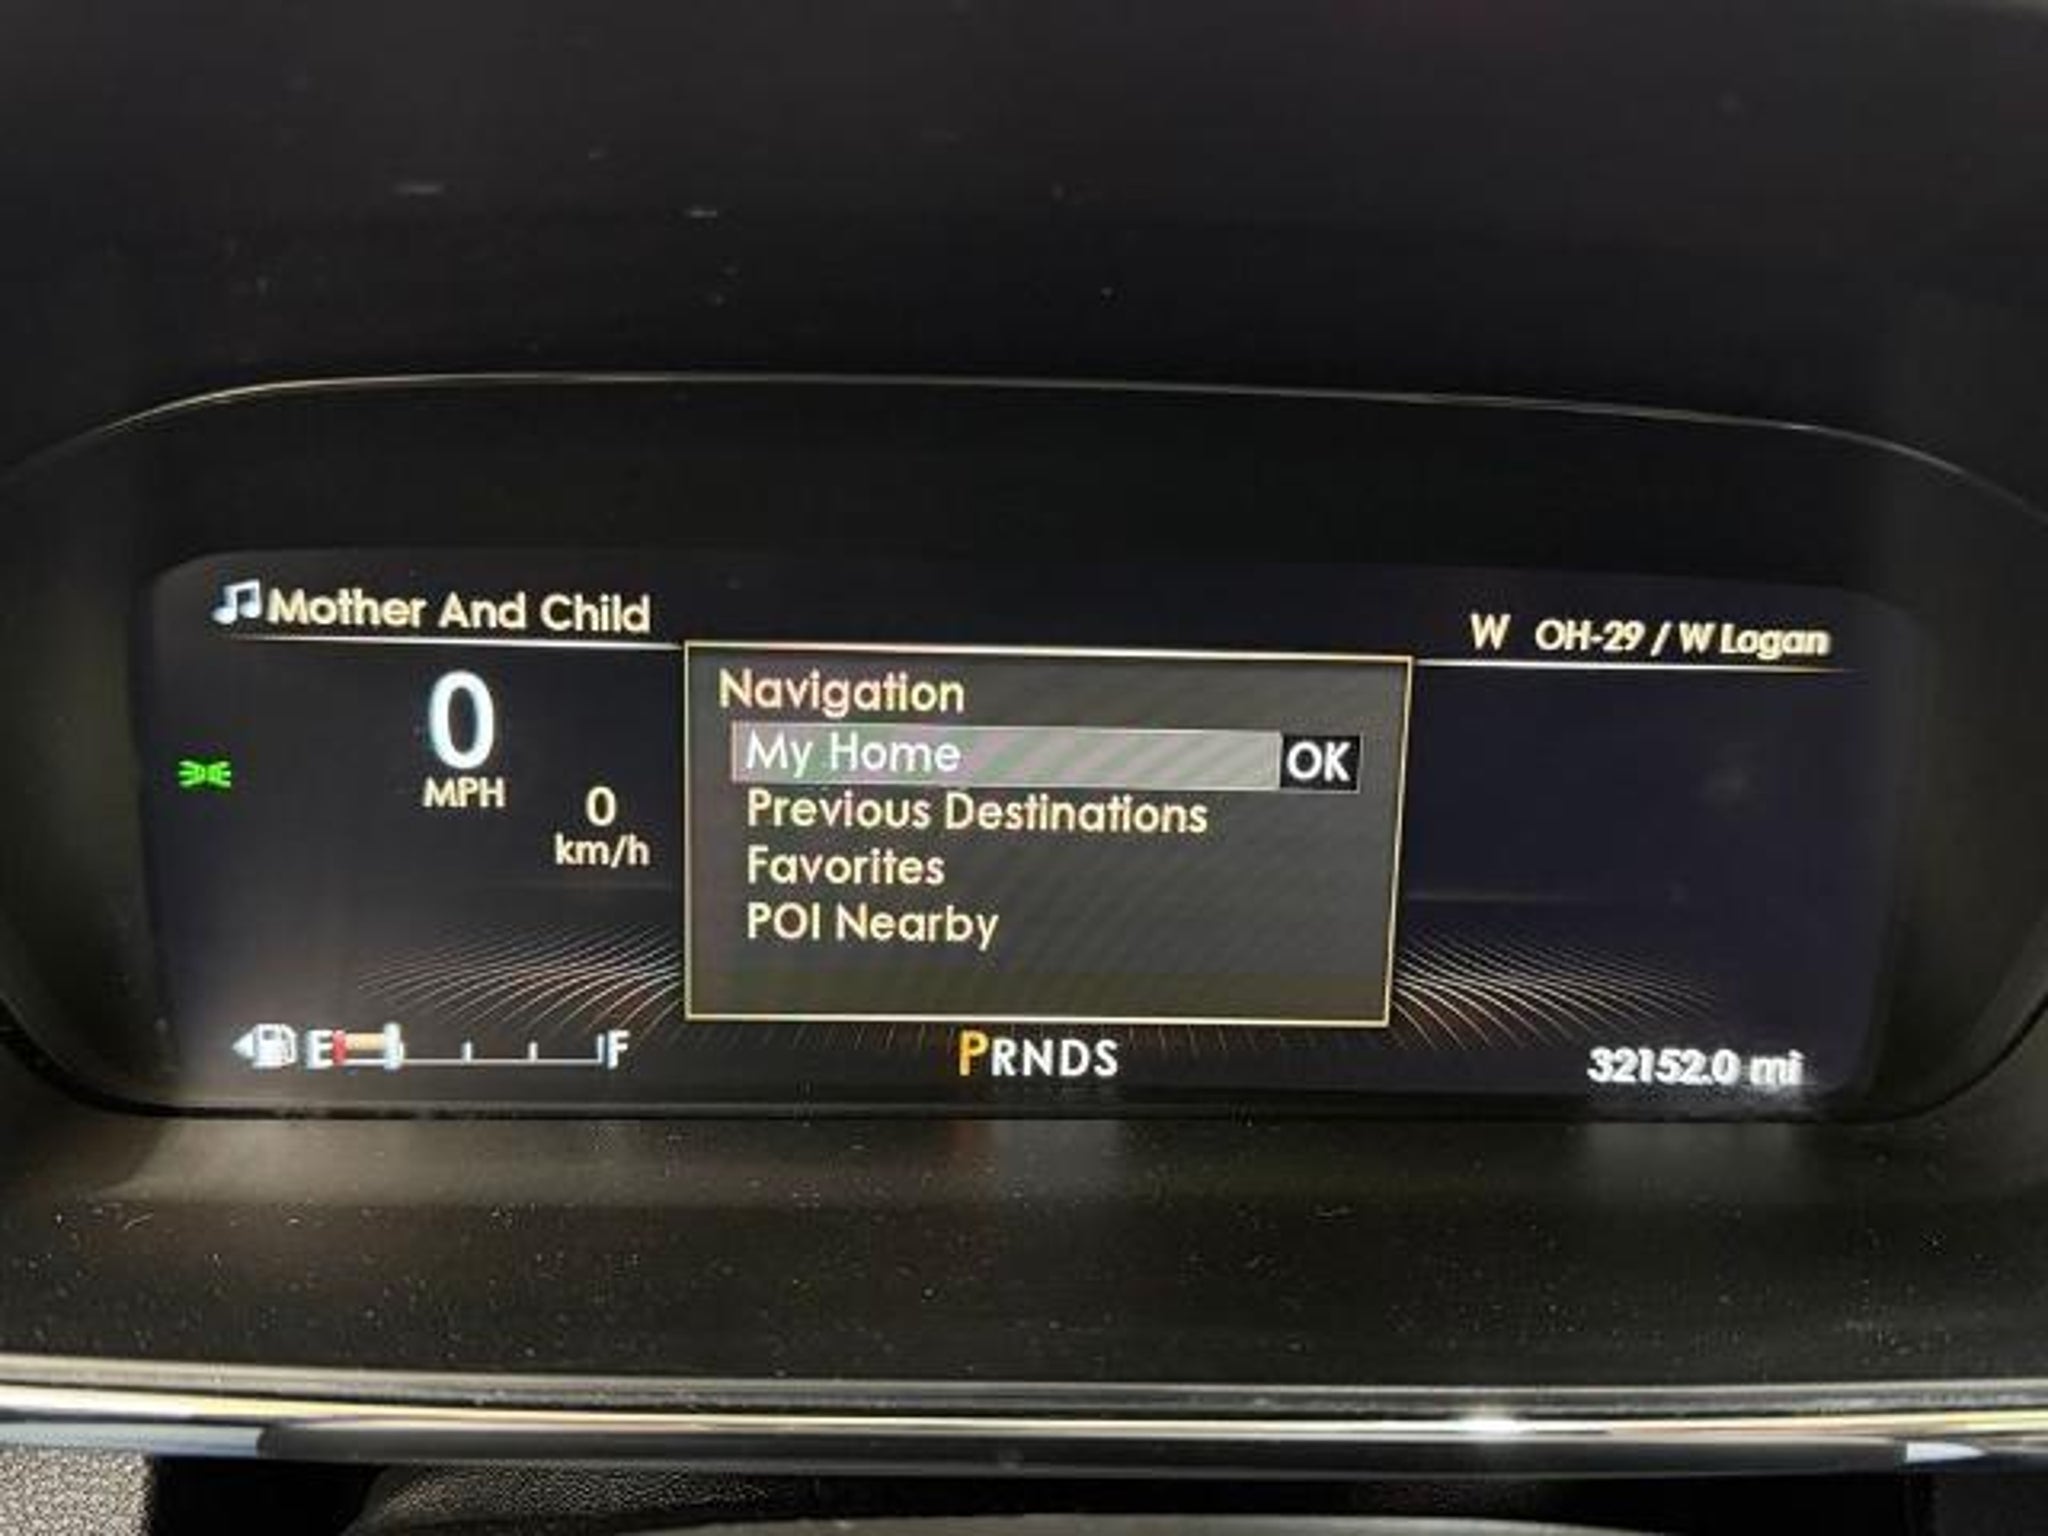 Mother And Child
W OH-29 / W Logan
0
MPH
0
km/h
Navigation
My Home OK
Previous Destinations
Favorites
POI Nearby
E F
PRNDS
32152.0 mi